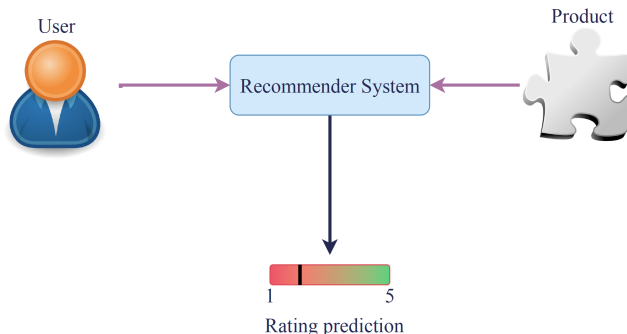 User
Product
Recommender System
1 5
Rating prediction